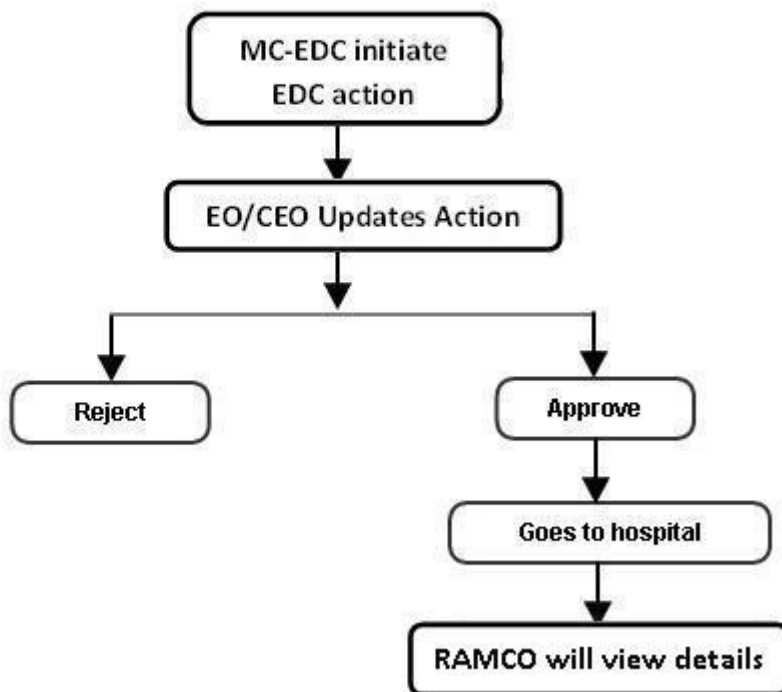 MC-EDC initiate
EDC action
EO/CEO Updates Action
Reject
Approve
Goes to hospital
RAMCO will view details